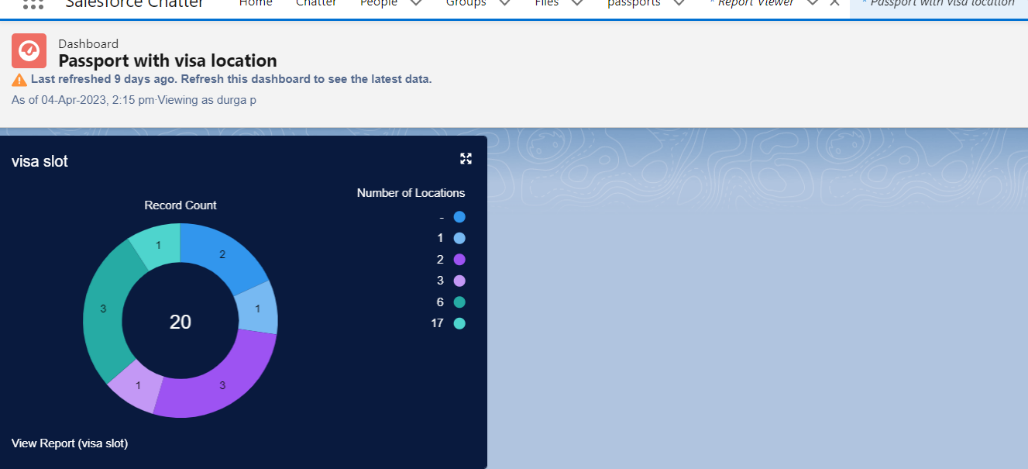 Salesforce Chatter Home Chatter People Groups Files passports * Report Viewer * Passport with visa location
Dashboard
Passport with visa location
Last refreshed 9 days ago. Refresh this dashboard to see the latest data.
As of 04-Apr-2023, 2:15 pm·Viewing as durga p
visa slot
Number of Locations
Record Count
-
1
2
3
6
17
1
2
3
1
20
1
3
View Report (visa slot)